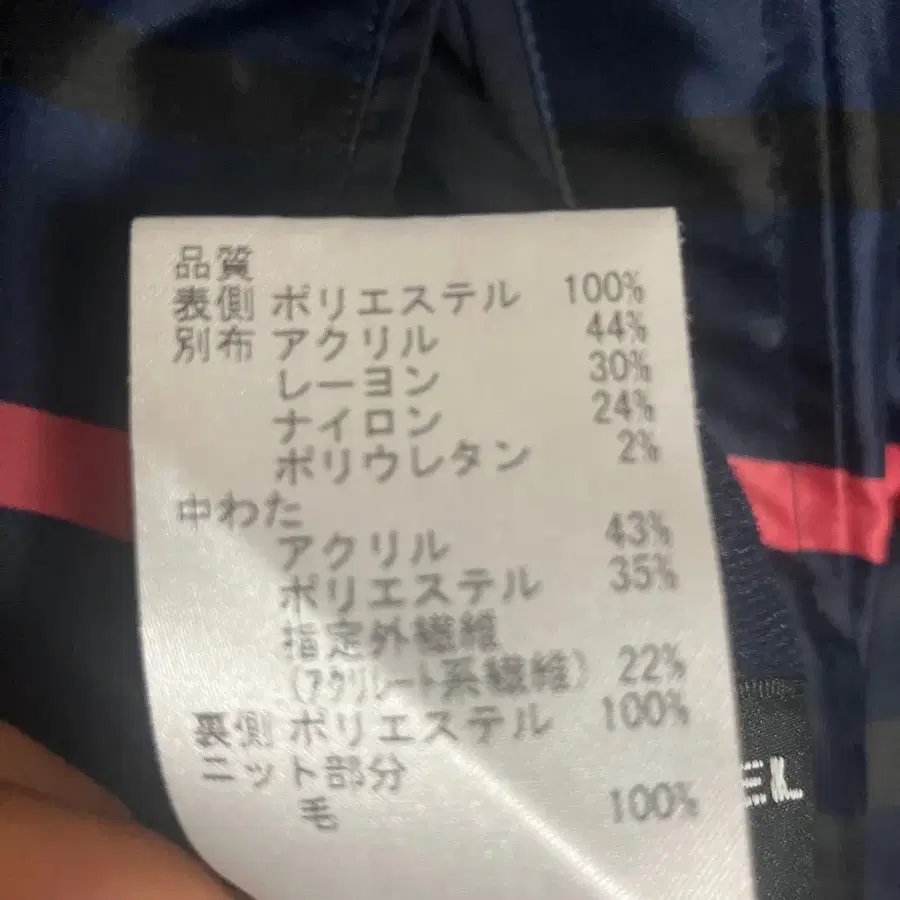 品質
表側 ポリエステル 100%
別布 アクリル 44%
レーヨン 30%
ナイロン 24%
ポリウレタン 2%
中わた
アクリル 43%
ポリエステル 35%
指定外繊維
(アクリレート系繊維) 22%
裏側 ポリエステル 100%
ニット部分
毛 100%